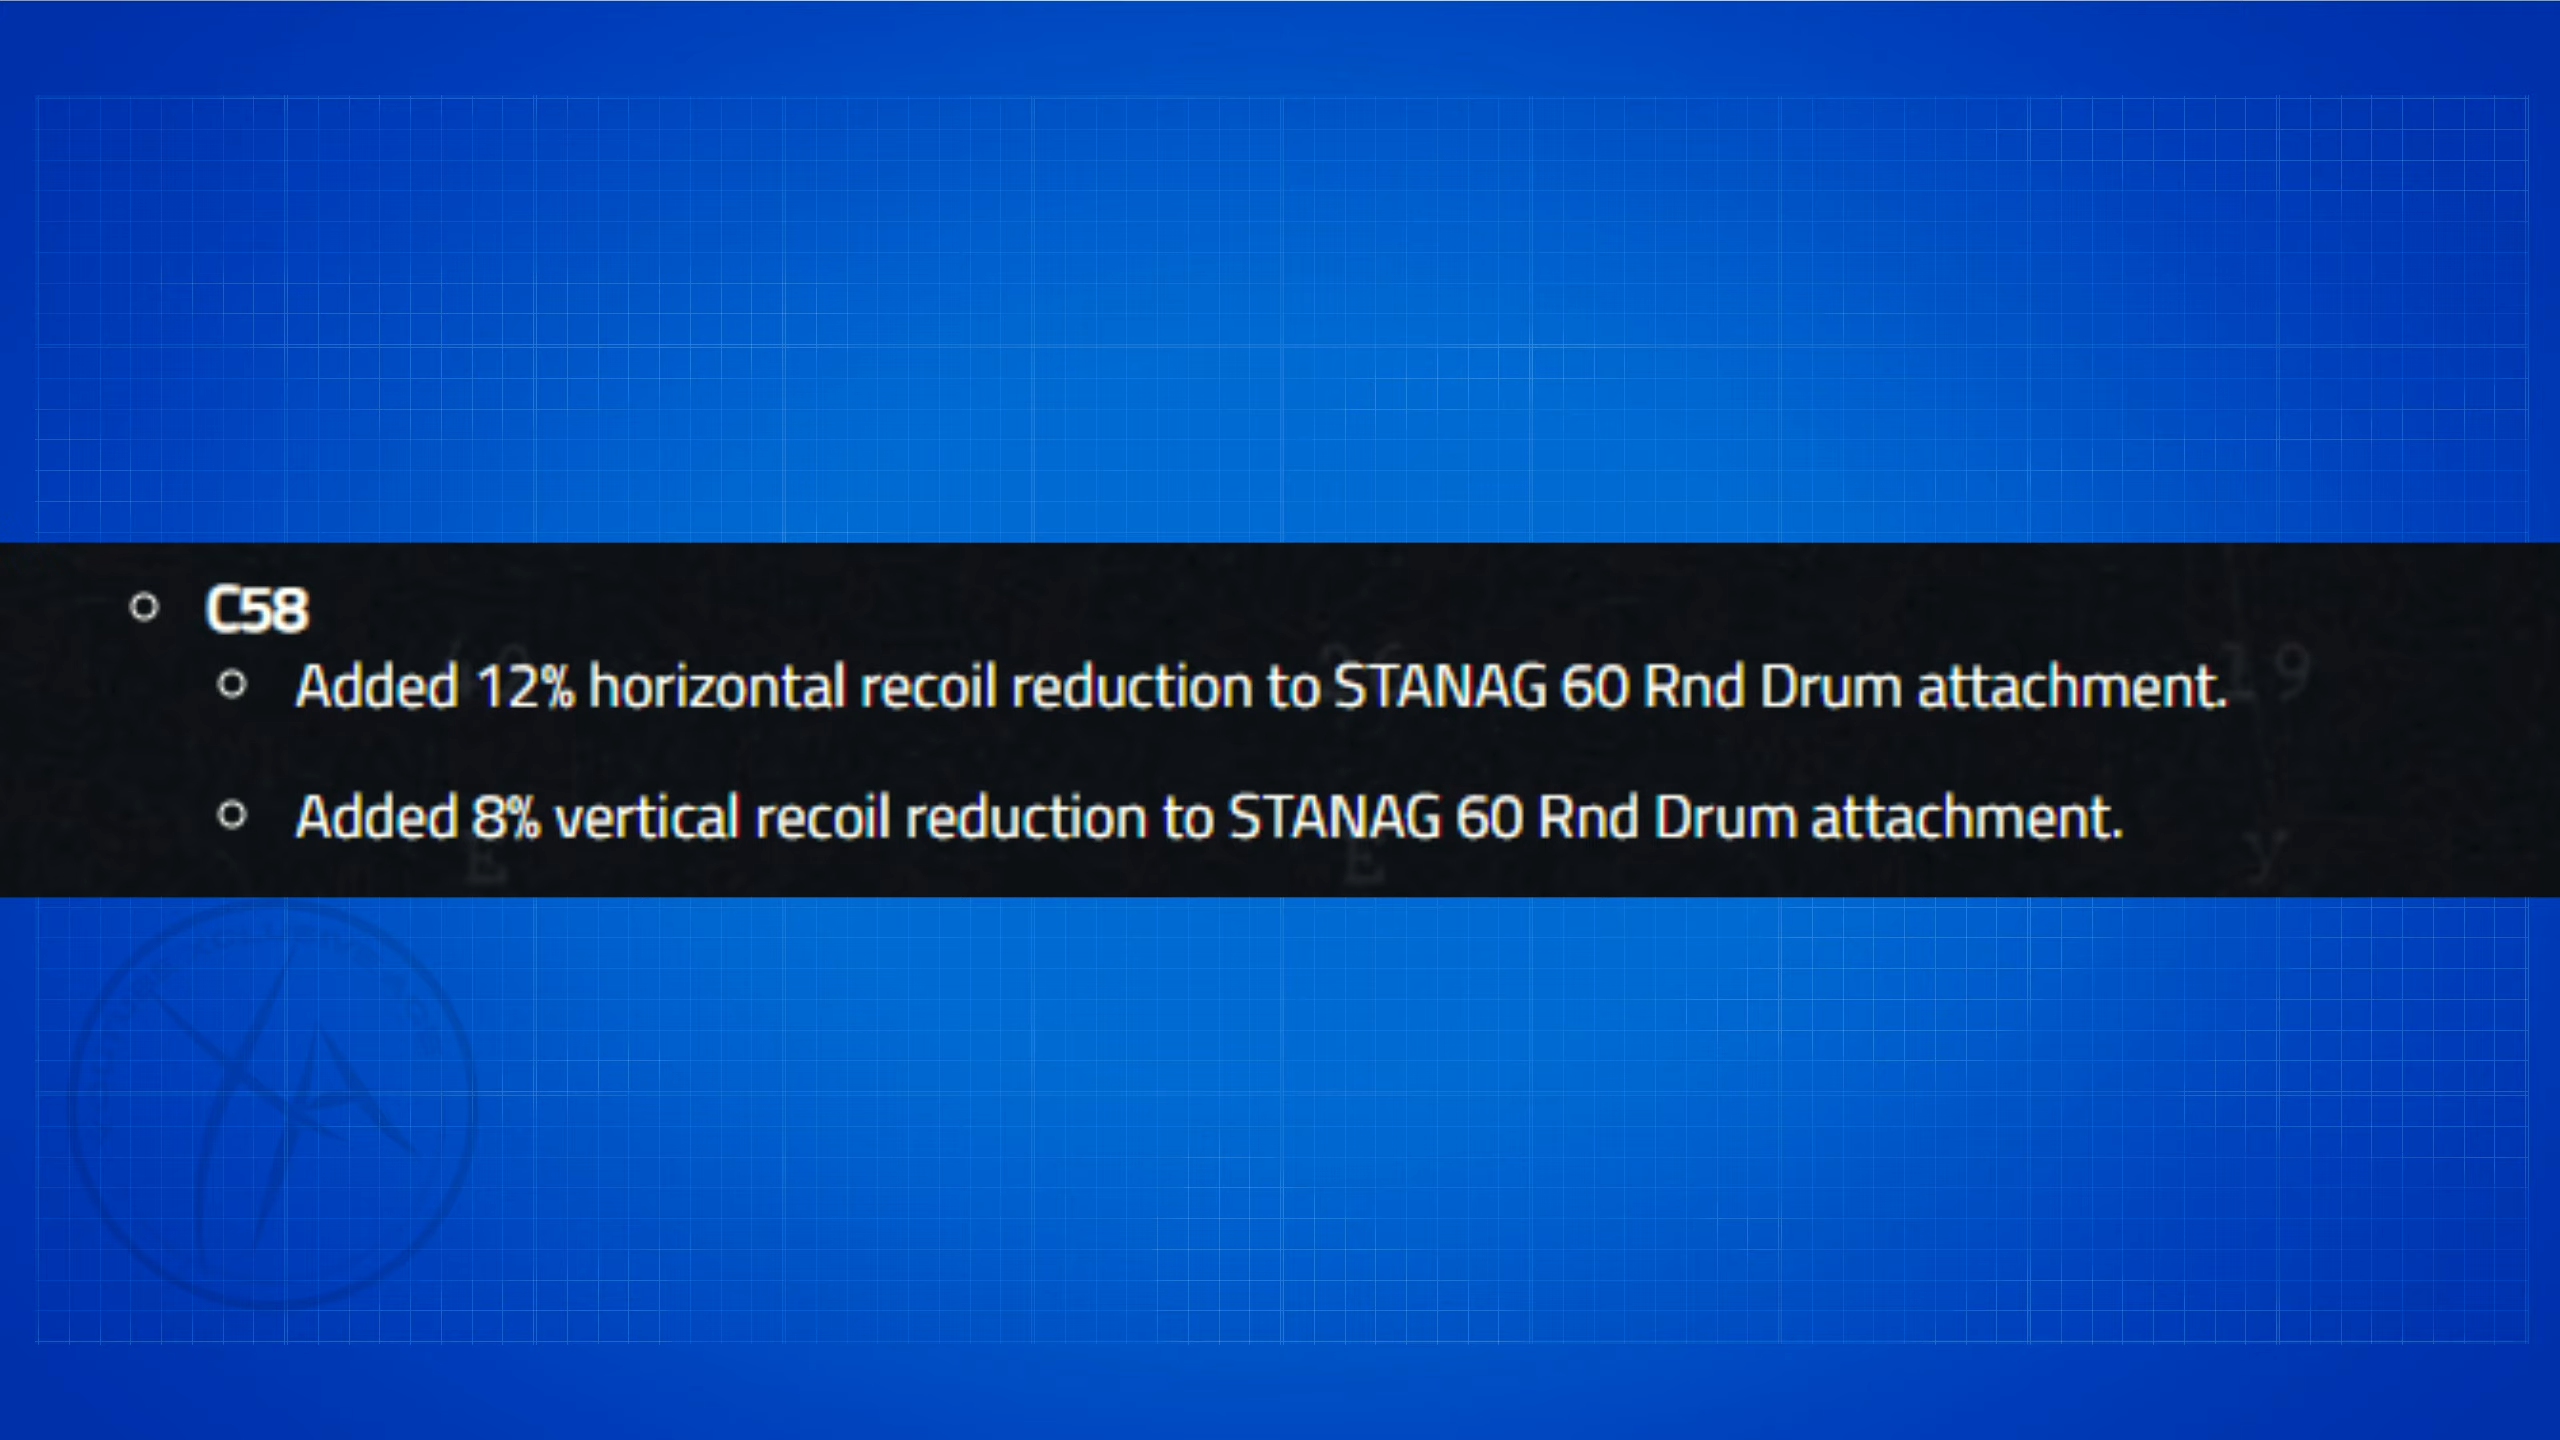 C58
Added 12% horizontal recoil reduction to STANAG 60 Rnd Drum attachment.
Added 8% vertical recoil reduction to STANAG 60 Rnd Drum attachment.